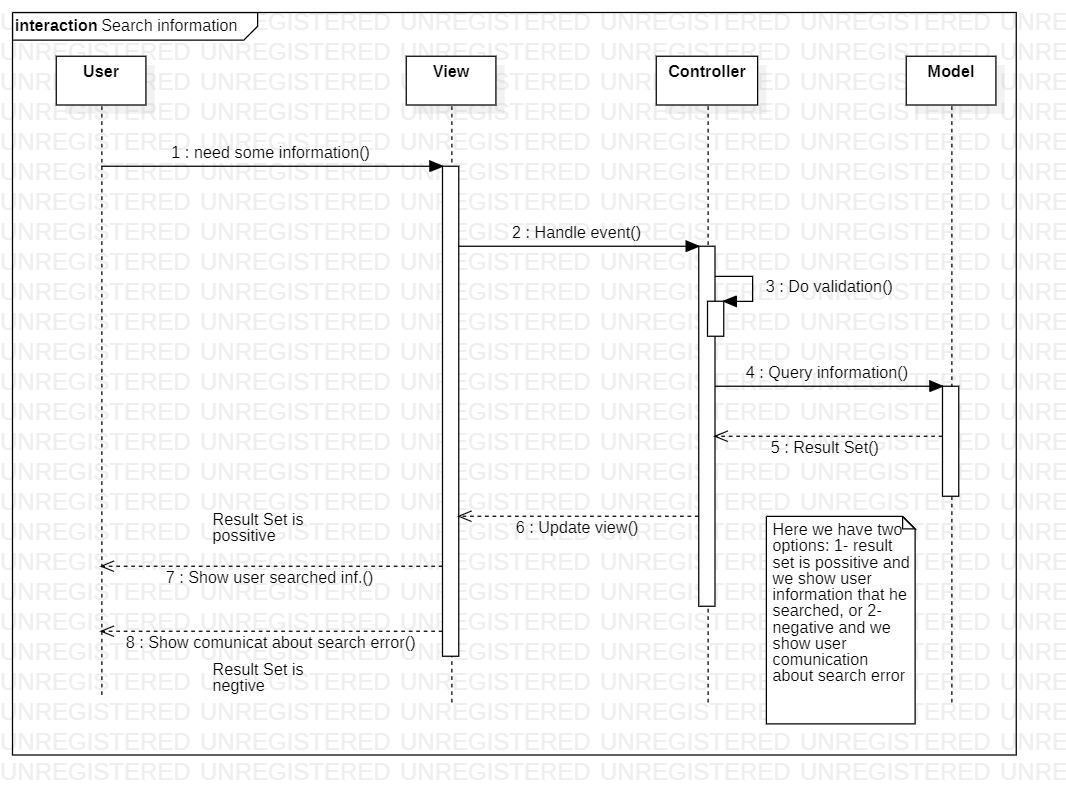 interaction Search information
User
View
Controller
Model
1 : need some information()
2 : Handle event()
3 : Do validation()
4 : Query information()
5 : Result Set()
6 : Update view()
Result Set is
possitive
7 : Show user searched inf.()
8 : Show comunicat about search error()
Result Set is
negtive
Here we have two
options: 1- result
set is possitive and
we show user
information that he
searched, or 2-
negative and we
show user
comunication
about search error
UNREGISTERED